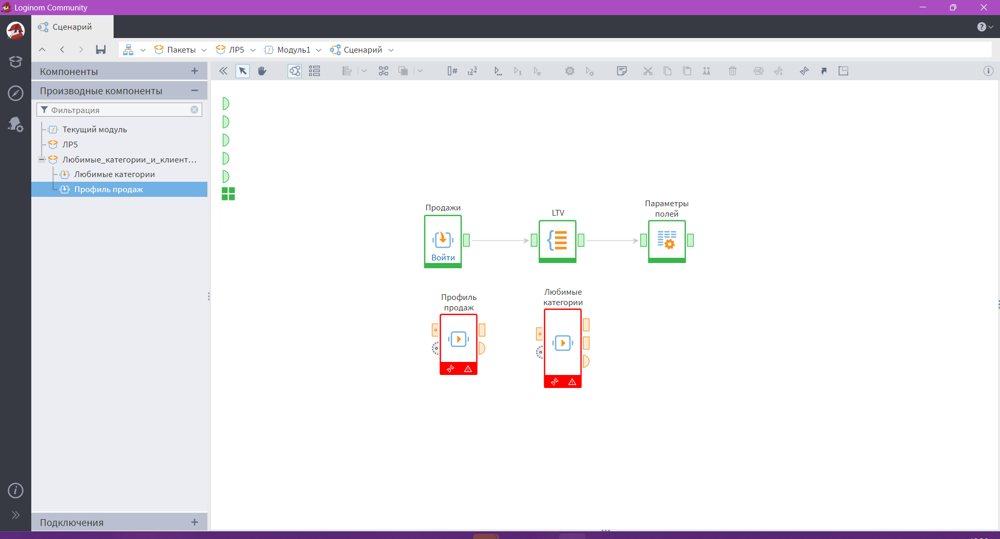 Loginom Community
Сценарий
Пакеты
ЛР5
Модуль1
Сценарий
Компоненты
Производные компоненты
Фильтрация
Текущий модуль
ЛР5
Любимые_категории_и_клиент...
Любимые категории
Профиль продаж
Подключения
Продажи
Войти
LTV
Параметры
полей
Профиль
продаж
Любимые
категории